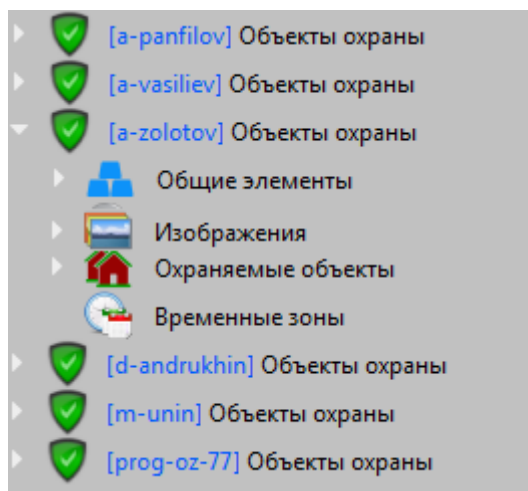 [a-panfilov] Объекты охраны
[a-vasiliev] Объекты охраны
[a-zolotov] Объекты охраны
Общие элементы
Изображения
Охраняемые объекты
Временные зоны
[d-andrukhin] Объекты охраны
[m-unin] Объекты охраны
[prog-oz-77] Объекты охраны